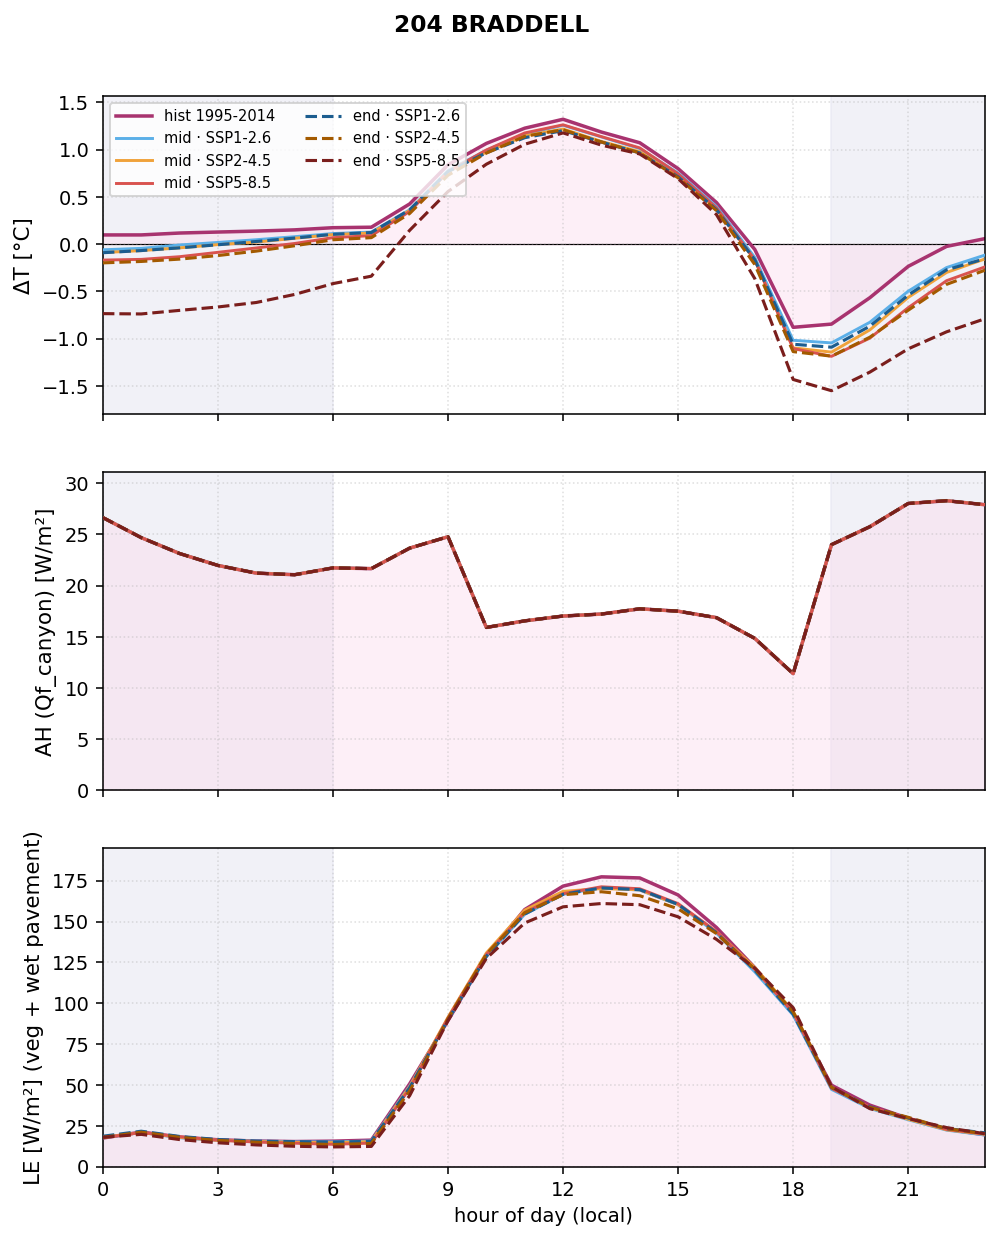 204 BRADDELL
ΔT [°C]
1.5
1.0
0.5
0.0
−0.5
−1.0
−1.5
hist 1995-2014
mid · SSP1-2.6
mid · SSP2-4.5
mid · SSP5-8.5
end · SSP1-2.6
end · SSP2-4.5
end · SSP5-8.5
AH (Qf_canyon) [W/m²]
30
25
20
15
10
5
0
LE [W/m²] (veg + wet pavement)
175
150
125
100
75
50
25
0
0 3 6 9 12 15 18 21
hour of day (local)